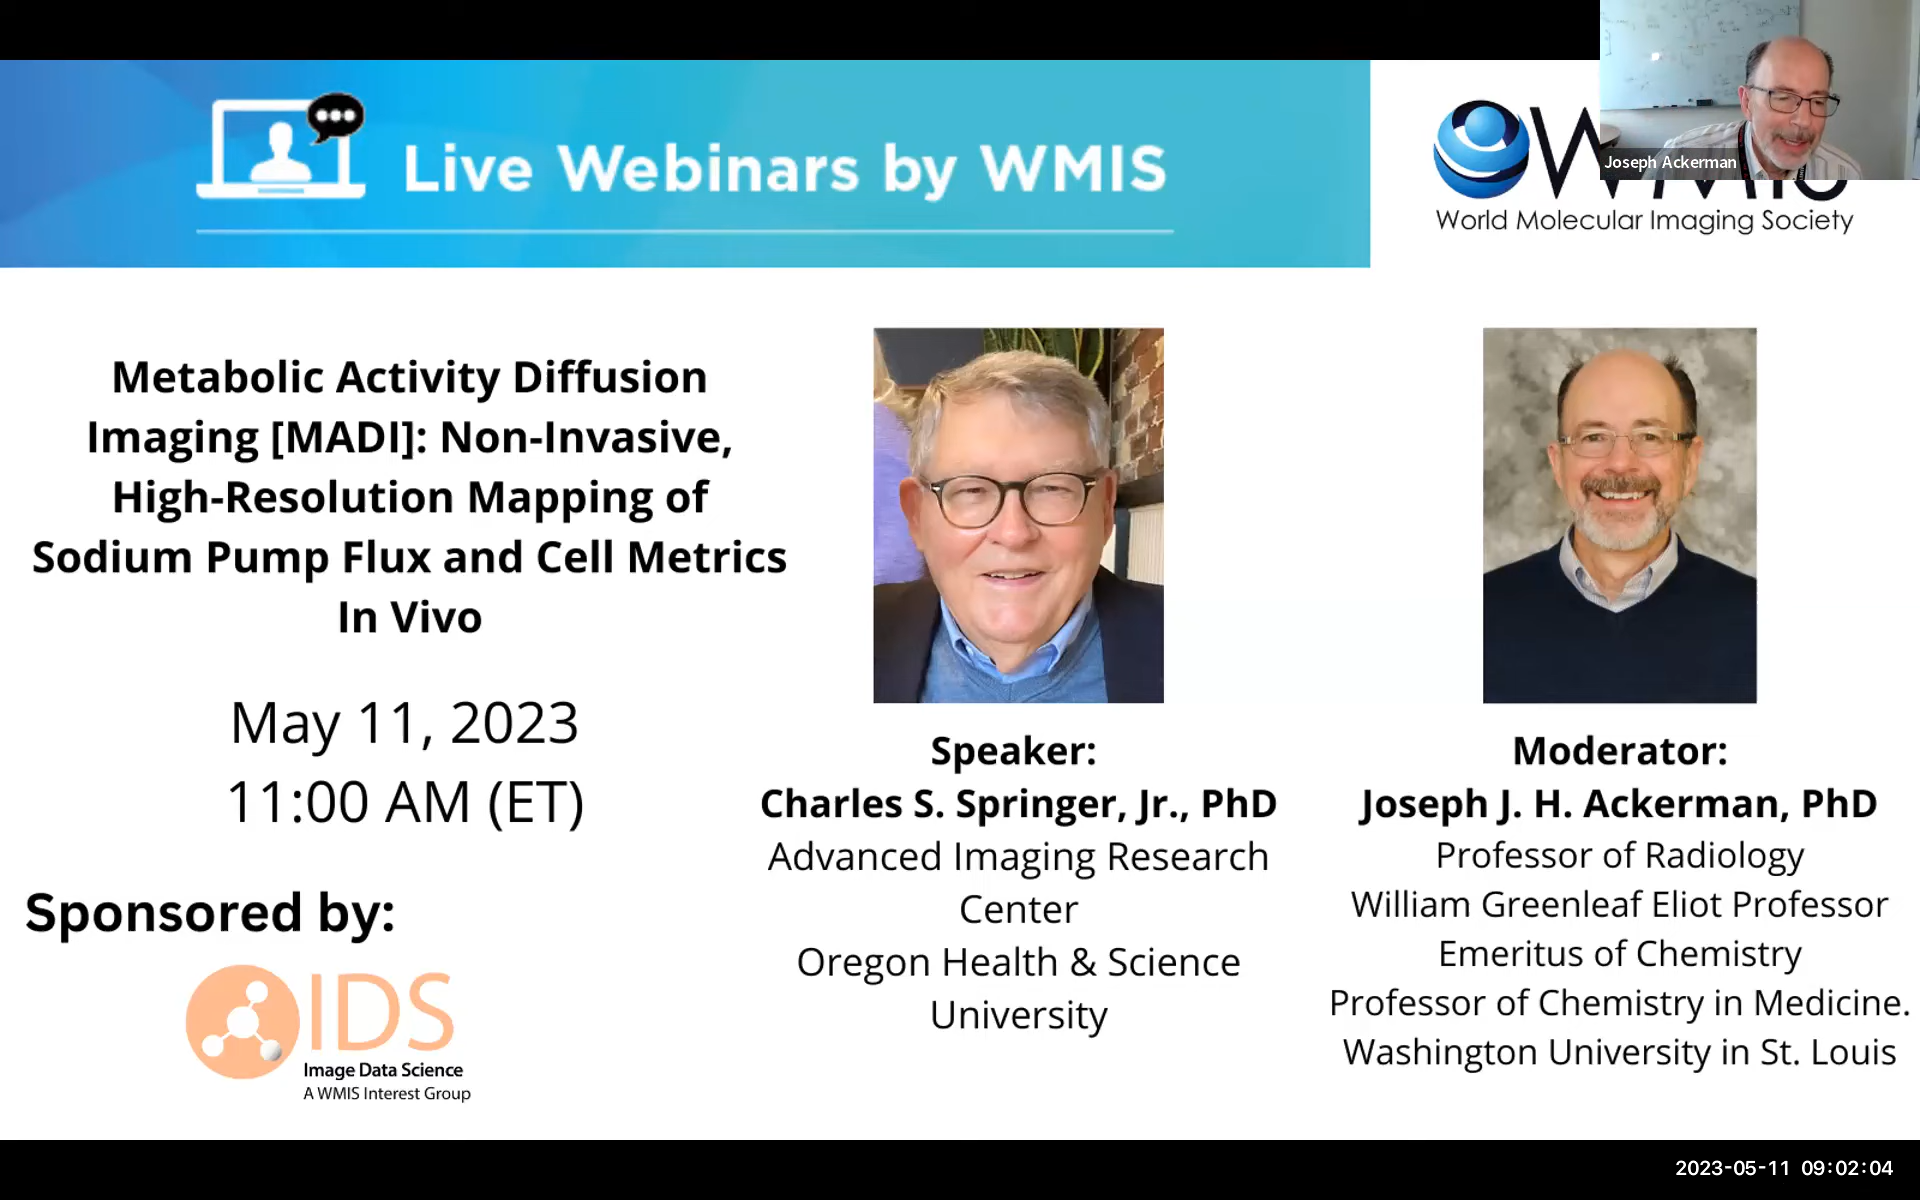 Live Webinars by WMIS
Joseph Ackerman
World Molecular Imaging Society
Metabolic Activity Diffusion
Imaging [MADI]: Non-Invasive,
High-Resolution Mapping of
Sodium Pump Flux and Cell Metrics
In Vivo
May 11, 2023
11:00 AM (ET)
Sponsored by:
IDS
Image Data Science
A WMIS Interest Group
Speaker:
Charles S. Springer, Jr., PhD
Advanced Imaging Research
Center
Oregon Health & Science
University
Moderator:
Joseph J. H. Ackerman, PhD
Professor of Radiology
William Greenleaf Eliot Professor
Emeritus of Chemistry
Professor of Chemistry in Medicine.
Washington University in St. Louis
2023-05-11 09:02:04